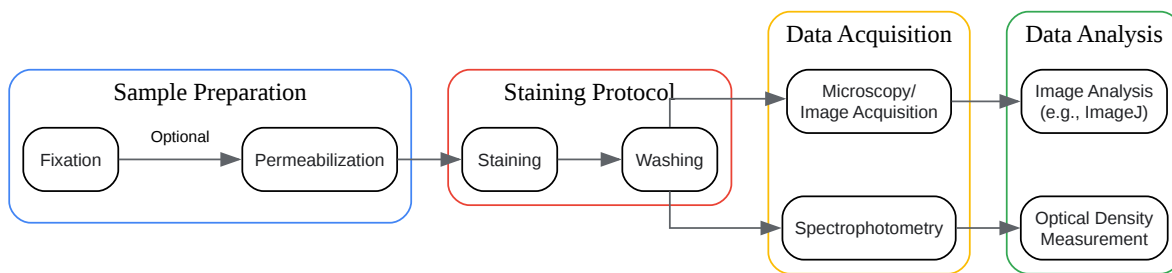 Sample Preparation
Fixation
Optional
Permeabilization
Staining Protocol
Staining
Washing
Data Acquisition
Microscopy/
Image Acquisition
Spectrophotometry
Data Analysis
Image Analysis
(e.g., ImageJ)
Optical Density
Measurement